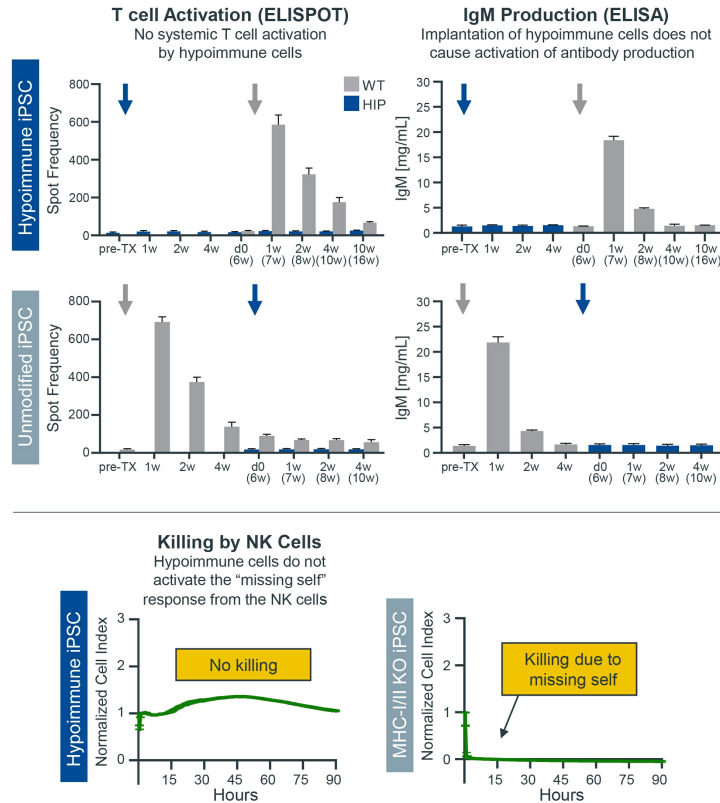 T cell Activation (ELISPOT)
No systemic T cell activation
by hypoimmune cells
IgM Production (ELISA)
Implantation of hypoimmune cells does not
cause activation of antibody production
Hypoimmune iPSC
Spot Frequency
800
600
400
200
0
WT
HIP
pre-TX 1w 2w 4w d0 1w 2w 4w 10w
(6w) (7w) (8w) (10w) (16w)
IgM [mg/mL]
30
25
20
15
10
5
0
pre-TX 1w 2w 4w d0 1w 2w 4w 10w
(6w) (7w) (8w) (10w) (16w)
Unmodified iPSC
Spot Frequency
800
600
400
200
0
pre-TX 1w 2w 4w d0 1w 2w 4w
(6w) (7w) (8w) (10w)
IgM [mg/mL]
30
25
20
15
10
5
0
pre-TX 1w 2w 4w d0 1w 2w 4w
(6w) (7w) (8w) (10w)
Killing by NK Cells
Hypoimmune cells do not
activate the “missing self”
response from the NK cells
Hypoimmune iPSC
Normalized Cell Index
3
2
1
0
No killing
15 30 45 60 75 90
Hours
MHC-I/II KO iPSC
Normalized Cell Index
3
2
1
0
Killing due to
missing self
15 30 45 60 75 90
Hours